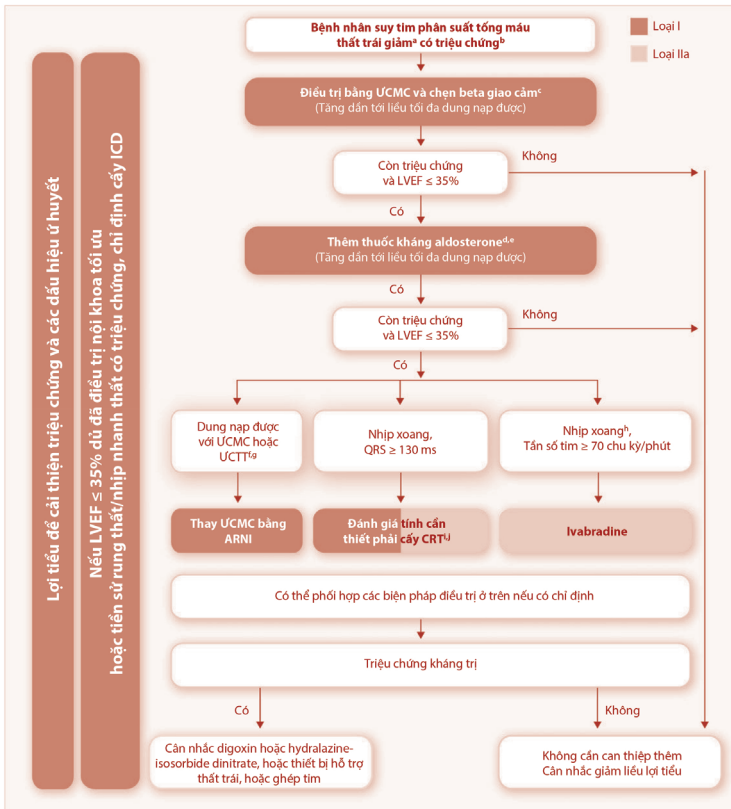 Bệnh nhân suy tim phân suất tống máu
thất trái giảmᵃ có triệu chứngᵇ
Loại I
Loại IIa
Lợi tiểu để cải thiện triệu chứng và các dấu hiệu ứ huyết
Nếu LVEF ≤ 35% dù đã điều trị nội khoa tối ưu
hoặc tiền sử rung thất/nhịp nhanh thất có triệu chứng, chỉ định cấy ICD
Điều trị bằng ƯCMC và chẹn beta giao cảmᶜ
(Tăng dần tới liều tối đa dung nạp được)
Còn triệu chứng
và LVEF ≤ 35%
Không
Có
Thêm thuốc kháng aldosteroneᵈ,ᵉ
(Tăng dần tới liều tối đa dung nạp được)
Có
Còn triệu chứng
và LVEF ≤ 35%
Không
Có
Dung nạp được
với ƯCMC hoặc
ƯCTTᶠ,ᵍ
Nhịp xoang,
QRS ≥ 130 ms
Nhịp xoangʰ,
Tần số tim ≥ 70 chu kỳ/phút
Thay ƯCMC bằng
ARNI
Đánh giá tính cần
thiết phải cấy CRTⁱ,ʲ
Ivabradine
Có thể phối hợp các biện pháp điều trị ở trên nếu có chỉ định
Triệu chứng kháng trị
Có
Không
Cân nhắc digoxin hoặc hydralazine-
isosorbide dinitrate, hoặc thiết bị hỗ trợ
thất trái, hoặc ghép tim
Không cần can thiệp thêm
Cân nhắc giảm liều lợi tiểu